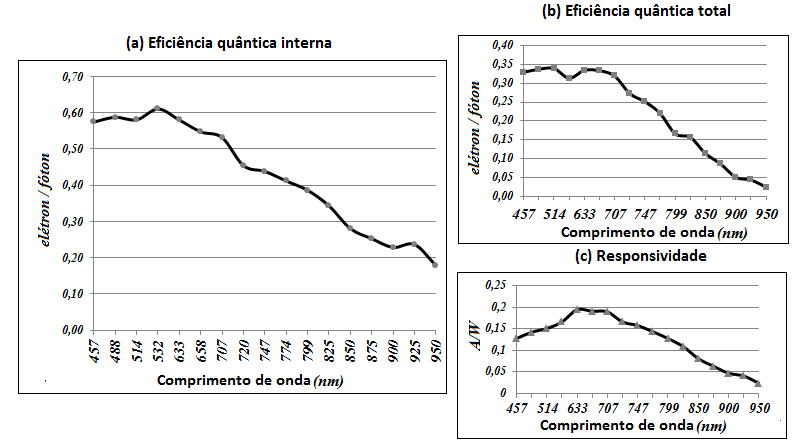 (a) Eficiência quântica interna
elétron / fóton
0,70
0,60
0,50
0,40
0,30
0,20
0,10
0,00
457 488 514 532 633 658 707 720 747 774 799 825 850 875 900 925 950
Comprimento de onda (nm)
(b) Eficiência quântica total
elétron / fóton
0,40
0,35
0,30
0,25
0,20
0,15
0,10
0,05
0,00
457 514 633 707 747 799 850 900 950
Comprimento de onda (nm)
(c) Responsividade
A/W
0,25
0,2
0,15
0,1
0,05
0
457 514 633 707 747 799 850 900 950
Comprimento de onda (nm)